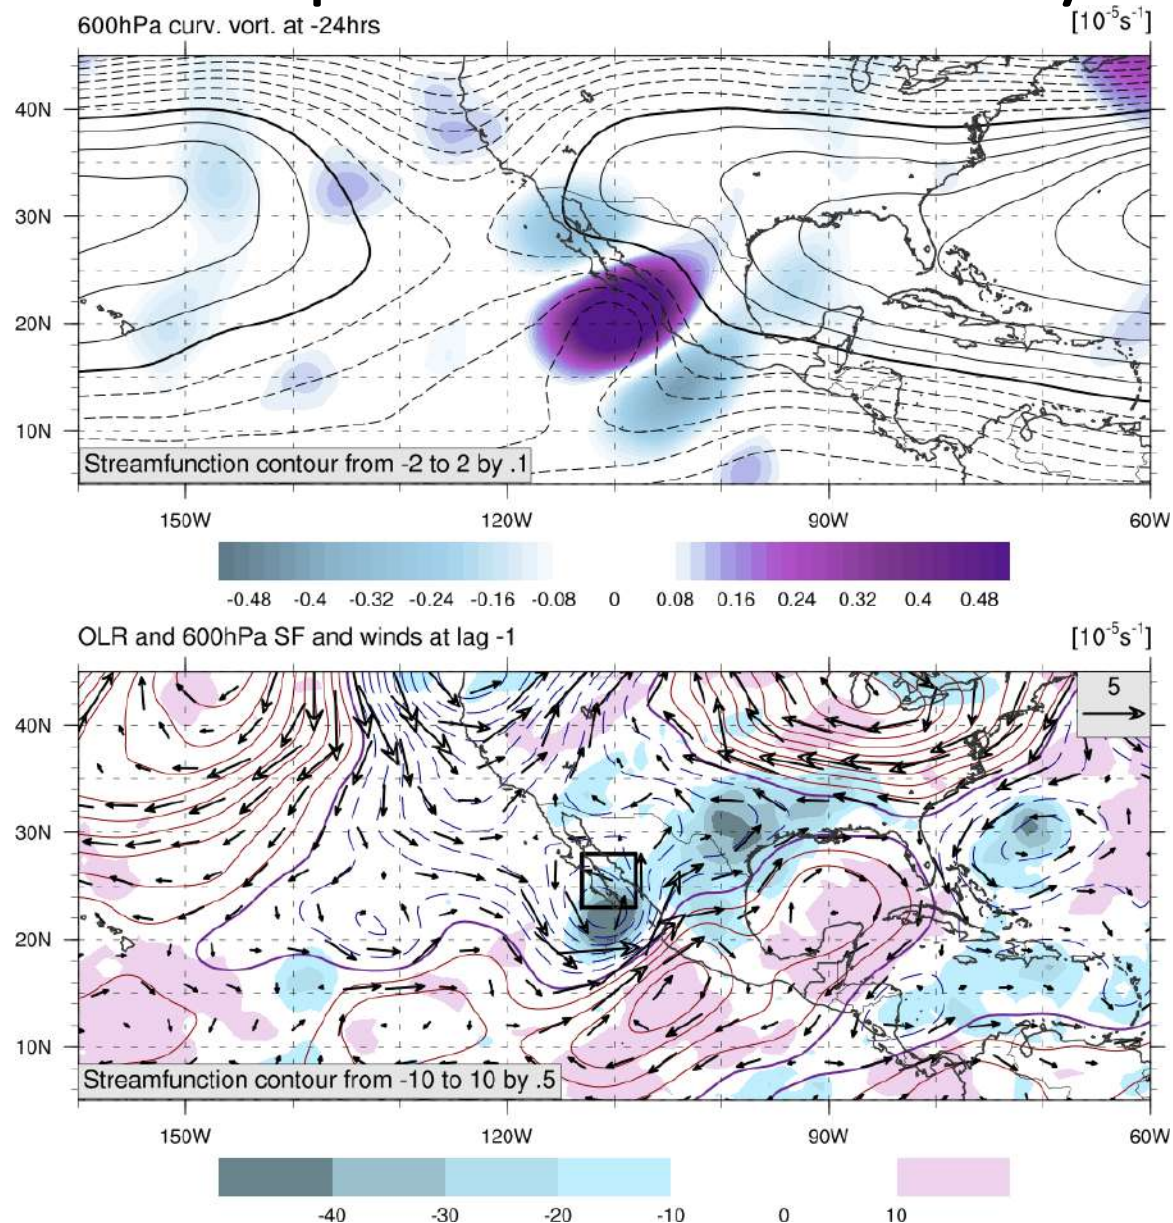 600hPa curv. vort. at -24hrs [10⁻⁵s⁻¹]
40N
30N
20N
10N
Streamfunction contour from -2 to 2 by .1
150W 120W 90W 60W
-0.48 -0.4 -0.32 -0.24 -0.16 -0.08 0 0.08 0.16 0.24 0.32 0.4 0.48
OLR and 600hPa SF and winds at lag -1 [10⁻⁵s⁻¹]
5
40N
30N
20N
10N
Streamfunction contour from -10 to 10 by .5
150W 120W 90W 60W
-40 -30 -20 -10 0 10